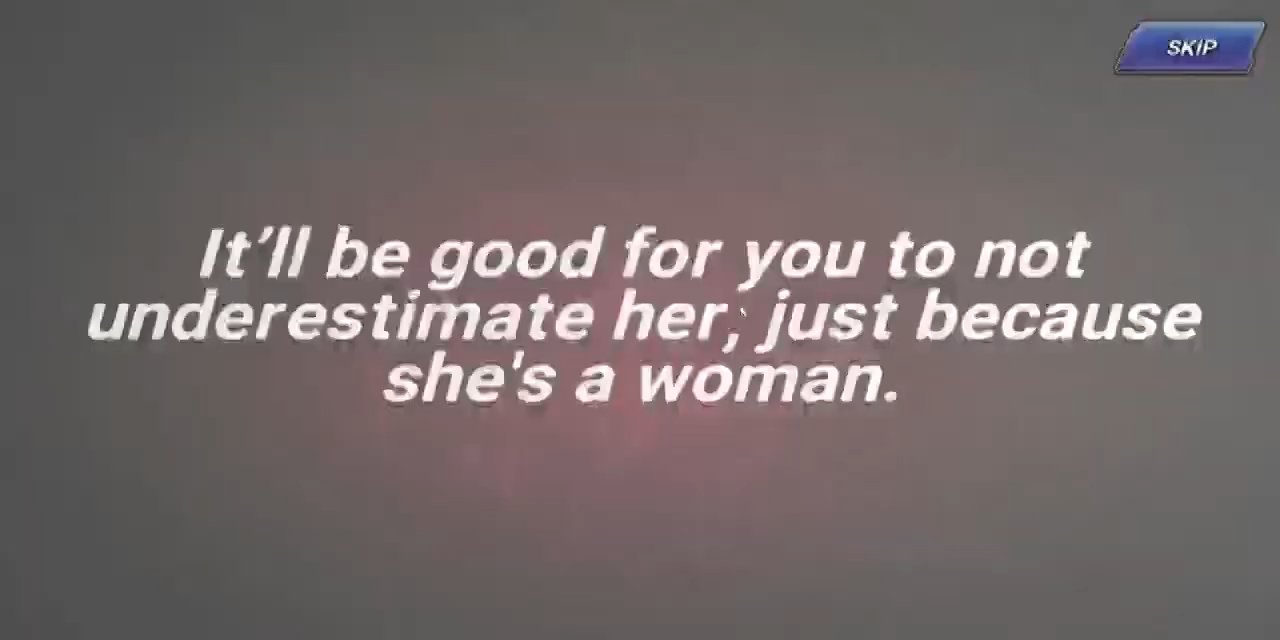 SKIP
It’ll be good for you to not
underestimate her; just because
she's a woman.